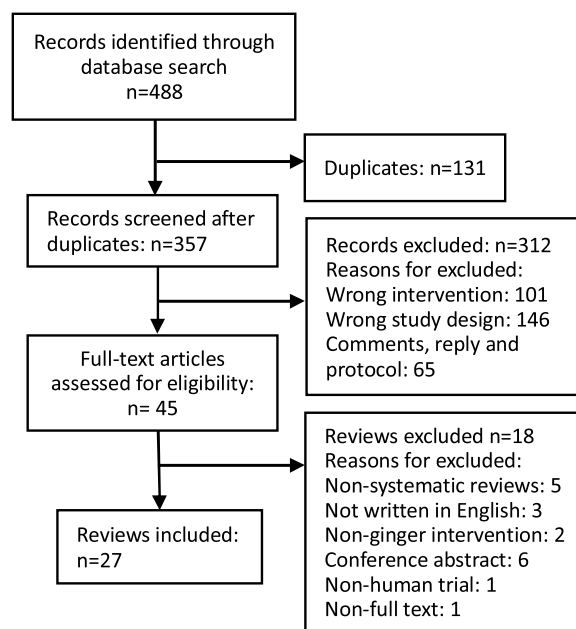 Records identified through
database search
n=488
Duplicates: n=131
Records screened after
duplicates: n=357
Records excluded: n=312
Reasons for excluded:
Wrong intervention: 101
Wrong study design: 146
Comments, reply and
protocol: 65
Full-text articles
assessed for eligibility:
n= 45
Reviews excluded n=18
Reasons for excluded:
Non-systematic reviews: 5
Not written in English: 3
Non-ginger intervention: 2
Conference abstract: 6
Non-human trial: 1
Non-full text: 1
Reviews included:
n=27